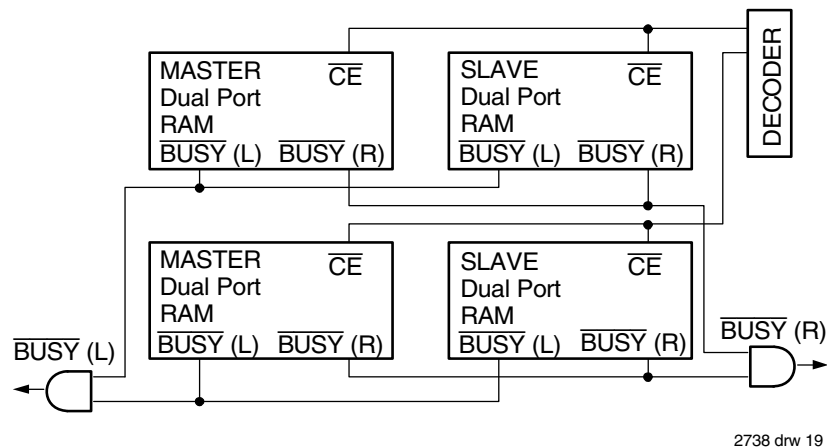 MASTER
Dual Port
RAM
CE
BUSY (L) BUSY (R)
SLAVE
Dual Port
RAM
CE
BUSY (L) BUSY (R)
DECODER
MASTER
Dual Port
RAM
CE
BUSY (L) BUSY (R)
SLAVE
Dual Port
RAM
CE
BUSY (L) BUSY (R)
BUSY (L)
BUSY (R)
2738 drw 19